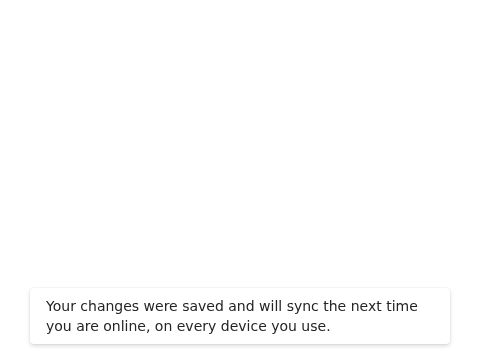 Your changes were saved and will sync the next time
you are online, on every device you use.